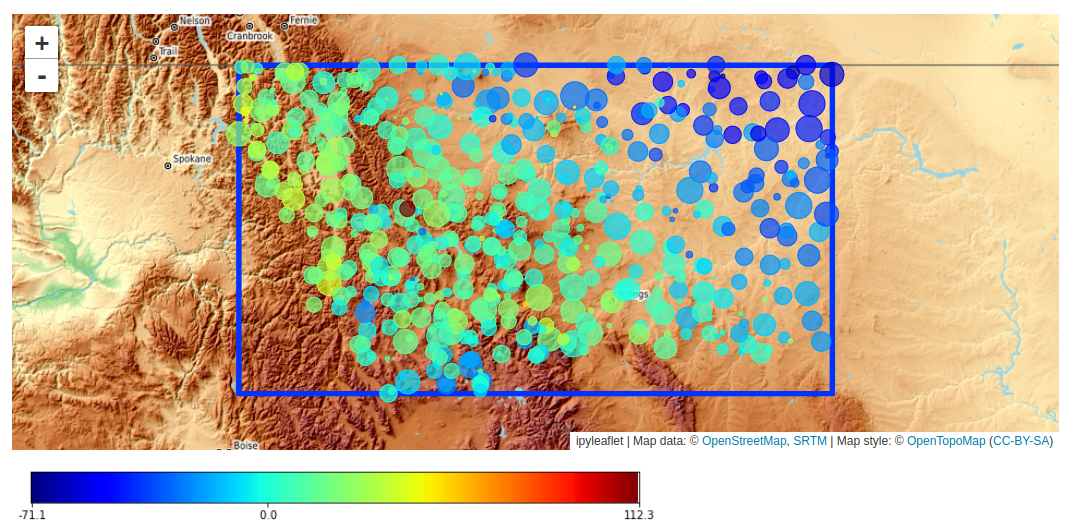 Nelson
Fernie
Cranbrook
+
Trail
-
Spokane
Boise
ipyleaflet | Map data: © OpenStreetMap, SRTM | Map style: © OpenTopoMap (CC-BY-SA)
-71.1 0.0 112.3